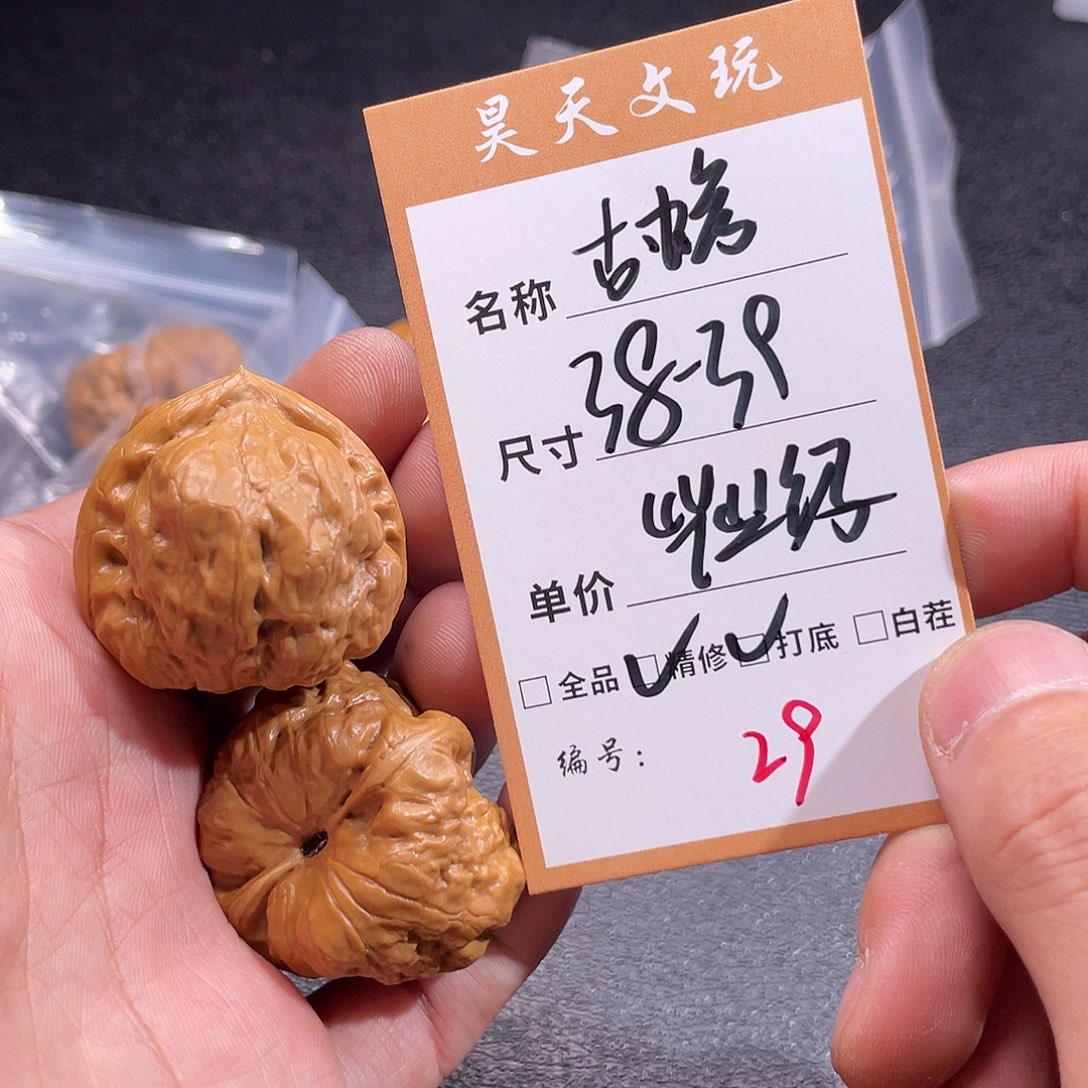 昊天文玩
名称 古蟾
尺寸 38-39
单价
□全品 ☑精修 ☑打底 □白茬
编号： 29